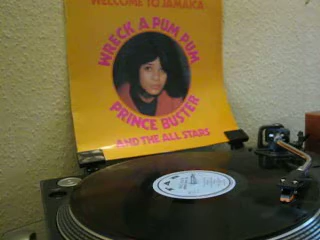 WELCOME TO JAMAICA
WRECK A PUM PUM
PRINCE BUSTER
AND THE ALL STARS